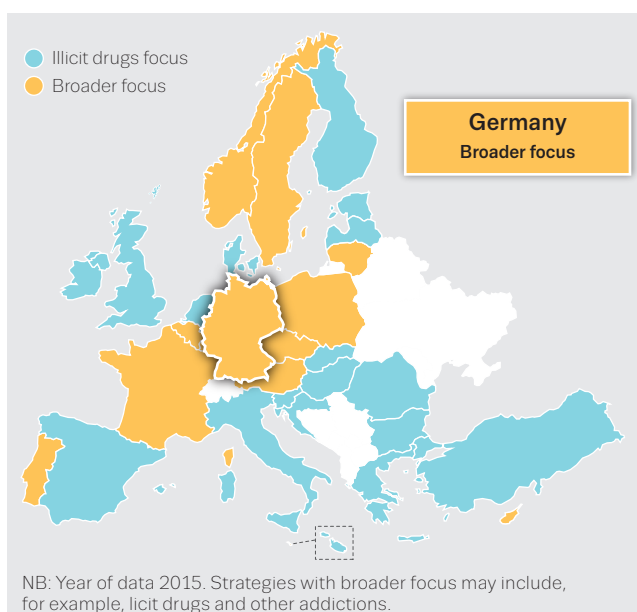 Illicit drugs focus
Broader focus
Germany
Broader focus
NB: Year of data 2015. Strategies with broader focus may include,
for example, licit drugs and other addictions.